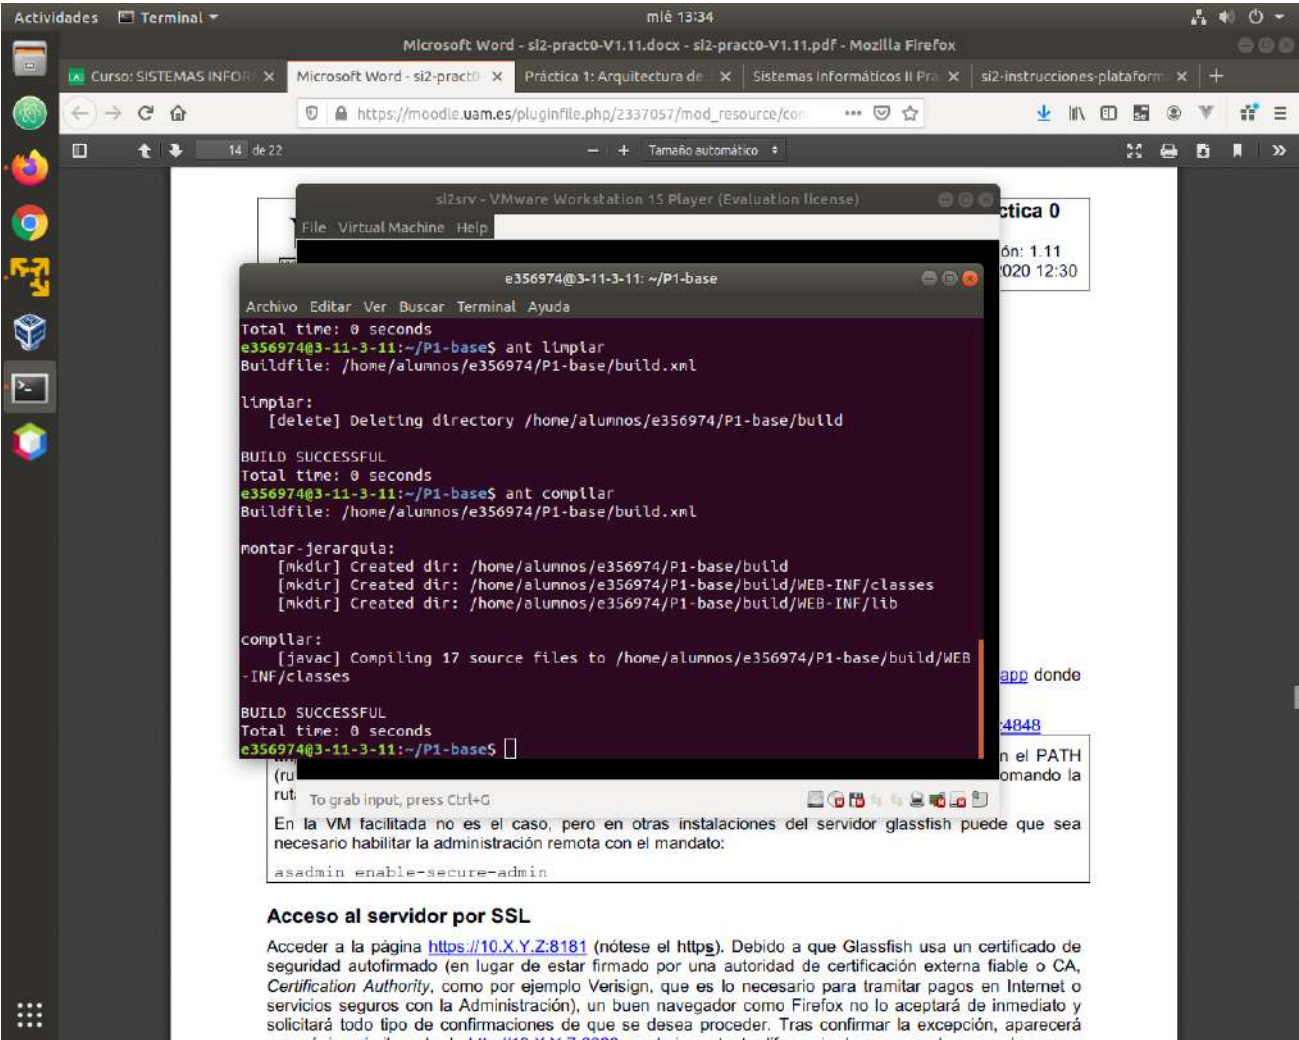 Actividades Terminal mié 13:34
Microsoft Word - si2-pract0-V1.11.docx - si2-pract0-V1.11.pdf - Mozilla Firefox
Curso: SISTEMAS INFOR Microsoft Word - si2-pract0 Práctica 1: Arquitectura de Sistemas Informáticos II Prá si2-instrucciones-plataform
https://moodle.uam.es/pluginfile.php/2337057/mod_resource/con
14 de 22 Tamaño automático
si2srv - VMware Workstation 15 Player (Evaluation license)
File Virtual Machine Help
ctica 0
ón: 1.11
2020 12:30
e356974@3-11-3-11: ~/P1-base
Archivo Editar Ver Buscar Terminal Ayuda
Total time: 0 seconds
e356974@3-11-3-11:~/P1-base$ ant limpiar
Buildfile: /home/alumnos/e356974/P1-base/build.xml
limpiar:
[delete] Deleting directory /home/alumnos/e356974/P1-base/build
BUILD SUCCESSFUL
Total time: 0 seconds
e356974@3-11-3-11:~/P1-base$ ant compilar
Buildfile: /home/alumnos/e356974/P1-base/build.xml
montar-jerarquia:
[mkdir] Created dir: /home/alumnos/e356974/P1-base/build
[mkdir] Created dir: /home/alumnos/e356974/P1-base/build/WEB-INF/classes
[mkdir] Created dir: /home/alumnos/e356974/P1-base/build/WEB-INF/lib
compilar:
[javac] Compiling 17 source files to /home/alumnos/e356974/P1-base/build/WEB
-INF/classes
BUILD SUCCESSFUL
Total time: 0 seconds
e356974@3-11-3-11:~/P1-base$
app donde
:4848
n el PATH
(ru omando la
rut
To grab input, press Ctrl+G
En la VM facilitada no es el caso, pero en otras instalaciones del servidor glassfish puede que sea
necesario habilitar la administración remota con el mandato:
asadmin enable-secure-admin
Acceso al servidor por SSL
Acceder a la página https://10.X.Y.Z:8181 (nótese el https). Debido a que Glassfish usa un certificado de
seguridad autofirmado (en lugar de estar firmado por una autoridad de certificación externa fiable o CA,
Certification Authority, como por ejemplo Verisign, que es lo necesario para tramitar pagos en Internet o
servicios seguros con la Administración), un buen navegador como Firefox no lo aceptará de inmediato y
solicitará todo tipo de confirmaciones de que se desea proceder. Tras confirmar la excepción, aparecerá